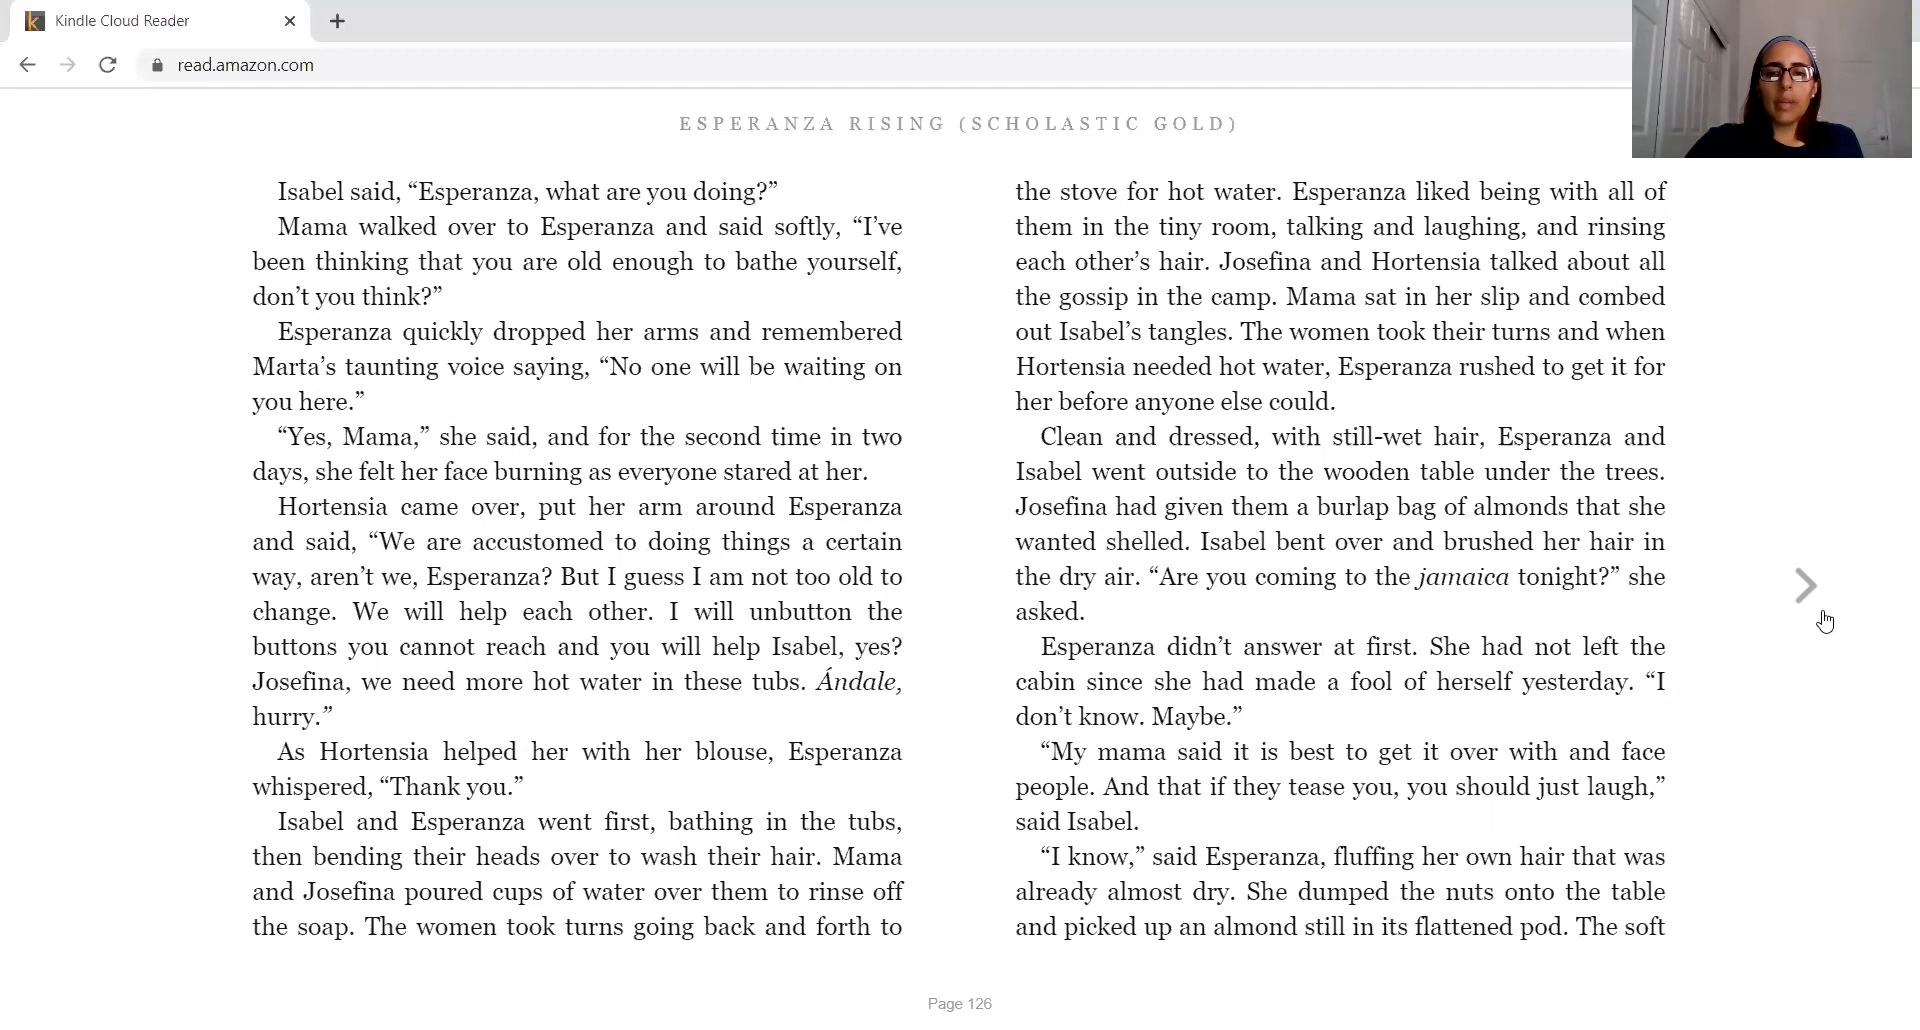 Kindle Cloud Reader
read.amazon.com
ESPERANZA RISING (SCHOLASTIC GOLD)
Isabel said, “Esperanza, what are you doing?”
Mama walked over to Esperanza and said softly, “I’ve
been thinking that you are old enough to bathe yourself,
don’t you think?”
Esperanza quickly dropped her arms and remembered
Marta’s taunting voice saying, “No one will be waiting on
you here.”
“Yes, Mama,” she said, and for the second time in two
days, she felt her face burning as everyone stared at her.
Hortensia came over, put her arm around Esperanza
and said, “We are accustomed to doing things a certain
way, aren’t we, Esperanza? But I guess I am not too old to
change. We will help each other. I will unbutton the
buttons you cannot reach and you will help Isabel, yes?
Josefina, we need more hot water in these tubs. Ándale,
hurry.”
As Hortensia helped her with her blouse, Esperanza
whispered, “Thank you.”
Isabel and Esperanza went first, bathing in the tubs,
then bending their heads over to wash their hair. Mama
and Josefina poured cups of water over them to rinse off
the soap. The women took turns going back and forth to
the stove for hot water. Esperanza liked being with all of
them in the tiny room, talking and laughing, and rinsing
each other’s hair. Josefina and Hortensia talked about all
the gossip in the camp. Mama sat in her slip and combed
out Isabel’s tangles. The women took their turns and when
Hortensia needed hot water, Esperanza rushed to get it for
her before anyone else could.
Clean and dressed, with still-wet hair, Esperanza and
Isabel went outside to the wooden table under the trees.
Josefina had given them a burlap bag of almonds that she
wanted shelled. Isabel bent over and brushed her hair in
the dry air. “Are you coming to the jamaica tonight?” she
asked.
Esperanza didn’t answer at first. She had not left the
cabin since she had made a fool of herself yesterday. “I
don’t know. Maybe.”
“My mama said it is best to get it over with and face
people. And that if they tease you, you should just laugh,”
said Isabel.
“I know,” said Esperanza, fluffing her own hair that was
already almost dry. She dumped the nuts onto the table
and picked up an almond still in its flattened pod. The soft
Page 126